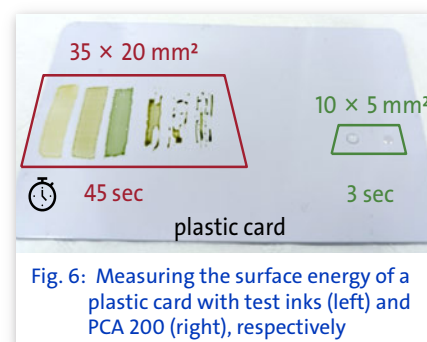 35 × 20 mm²
10 × 5 mm²
45 sec
3 sec
plastic card
Fig. 6: Measuring the surface energy of a
plastic card with test inks (left) and
PCA 200 (right), respectively